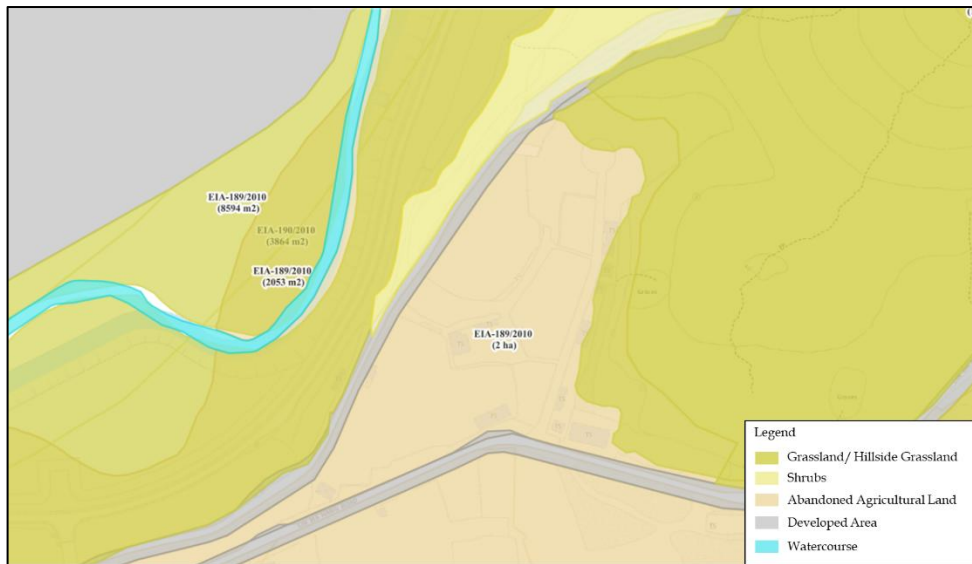 EIA-189/2010
(8594 m2)
EIA-190/2010
(3864 m2)
EIA-189/2010
(2053 m2)
EIA-189/2010
(2 ha)
Legend
Grassland/ Hillside Grassland
Shrubs
Abandoned Agricultural Land
Developed Area
Watercourse